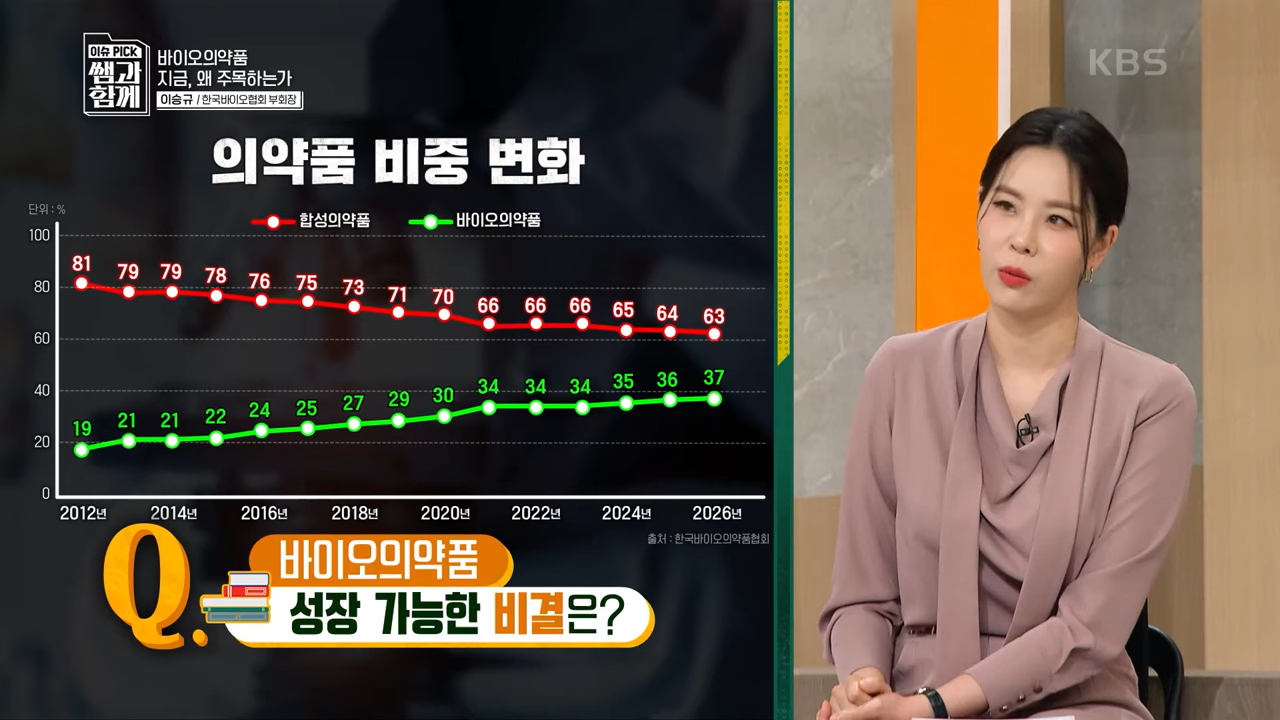 이슈 PICK
쌤과
함께
바이오의약품
지금, 왜 주목하는가
이승규 / 한국바이오협회 부회장
KBS
의약품 비중 변화
단위 : %
합성의약품
바이오의약품
100
80
60
40
20
0
81 79 79 78 76 75 73 71 70 66 66 66 65 64 63
19 21 21 22 24 25 27 29 30 34 34 34 35 36 37
2012년 2014년 2016년 2018년 2020년 2022년 2024년 2026년
출처 : 한국바이오의약품협회
Q.
바이오의약품
성장 가능한 비결은?